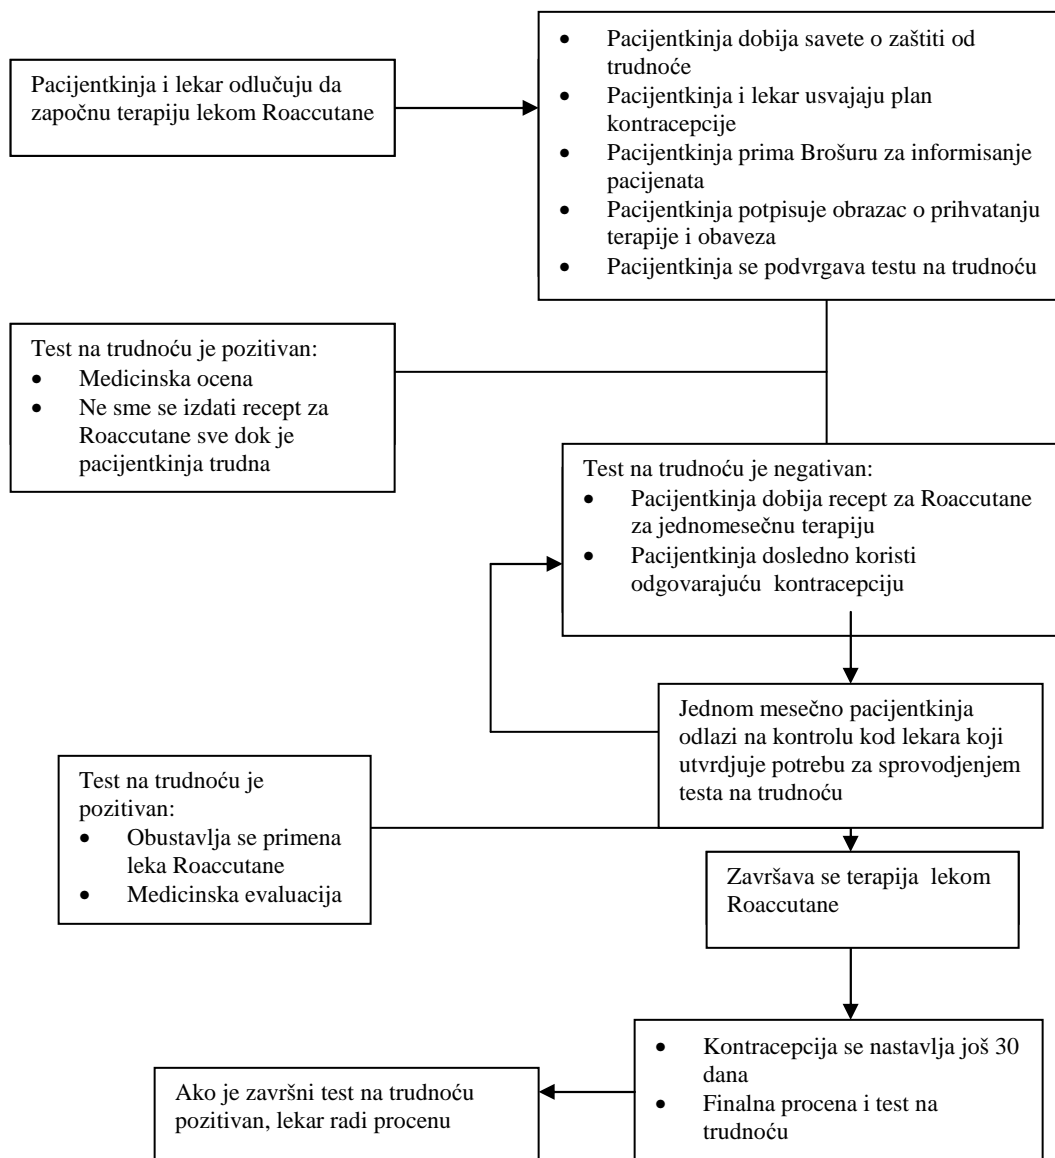 Pacijentkinja i lekar odlučuju da
započnu terapiju lekom Roaccutane
• Pacijentkinja dobija savete o zaštiti od
trudnoće
• Pacijentkinja i lekar usvajaju plan
kontracepcije
• Pacijentkinja prima Brošuru za informisanje
pacijenata
• Pacijentkinja potpisuje obrazac o prihvatanju
terapije i obaveza
• Pacijentkinja se podvrgava testu na trudnoću
Test na trudnoću je pozitivan:
• Medicinska ocena
• Ne sme se izdati recept za
Roaccutane sve dok je
pacijentkinja trudna
Test na trudnoću je negativan:
• Pacijentkinja dobija recept za Roaccutane
za jednomesečnu terapiju
• Pacijentkinja dosledno koristi
odgovarajuću kontracepciju
Jednom mesečno pacijentkinja
odlazi na kontrolu kod lekara koji
utvrdjuje potrebu za sprovodjenjem
testa na trudnoću
Test na trudnoću je
pozitivan:
• Obustavlja se primena
leka Roaccutane
• Medicinska evaluacija
Završava se terapija lekom
Roaccutane
• Kontracepcija se nastavlja još 30
dana
• Finalna procena i test na
trudnoću
Ako je završni test na trudnoću
pozitivan, lekar radi procenu